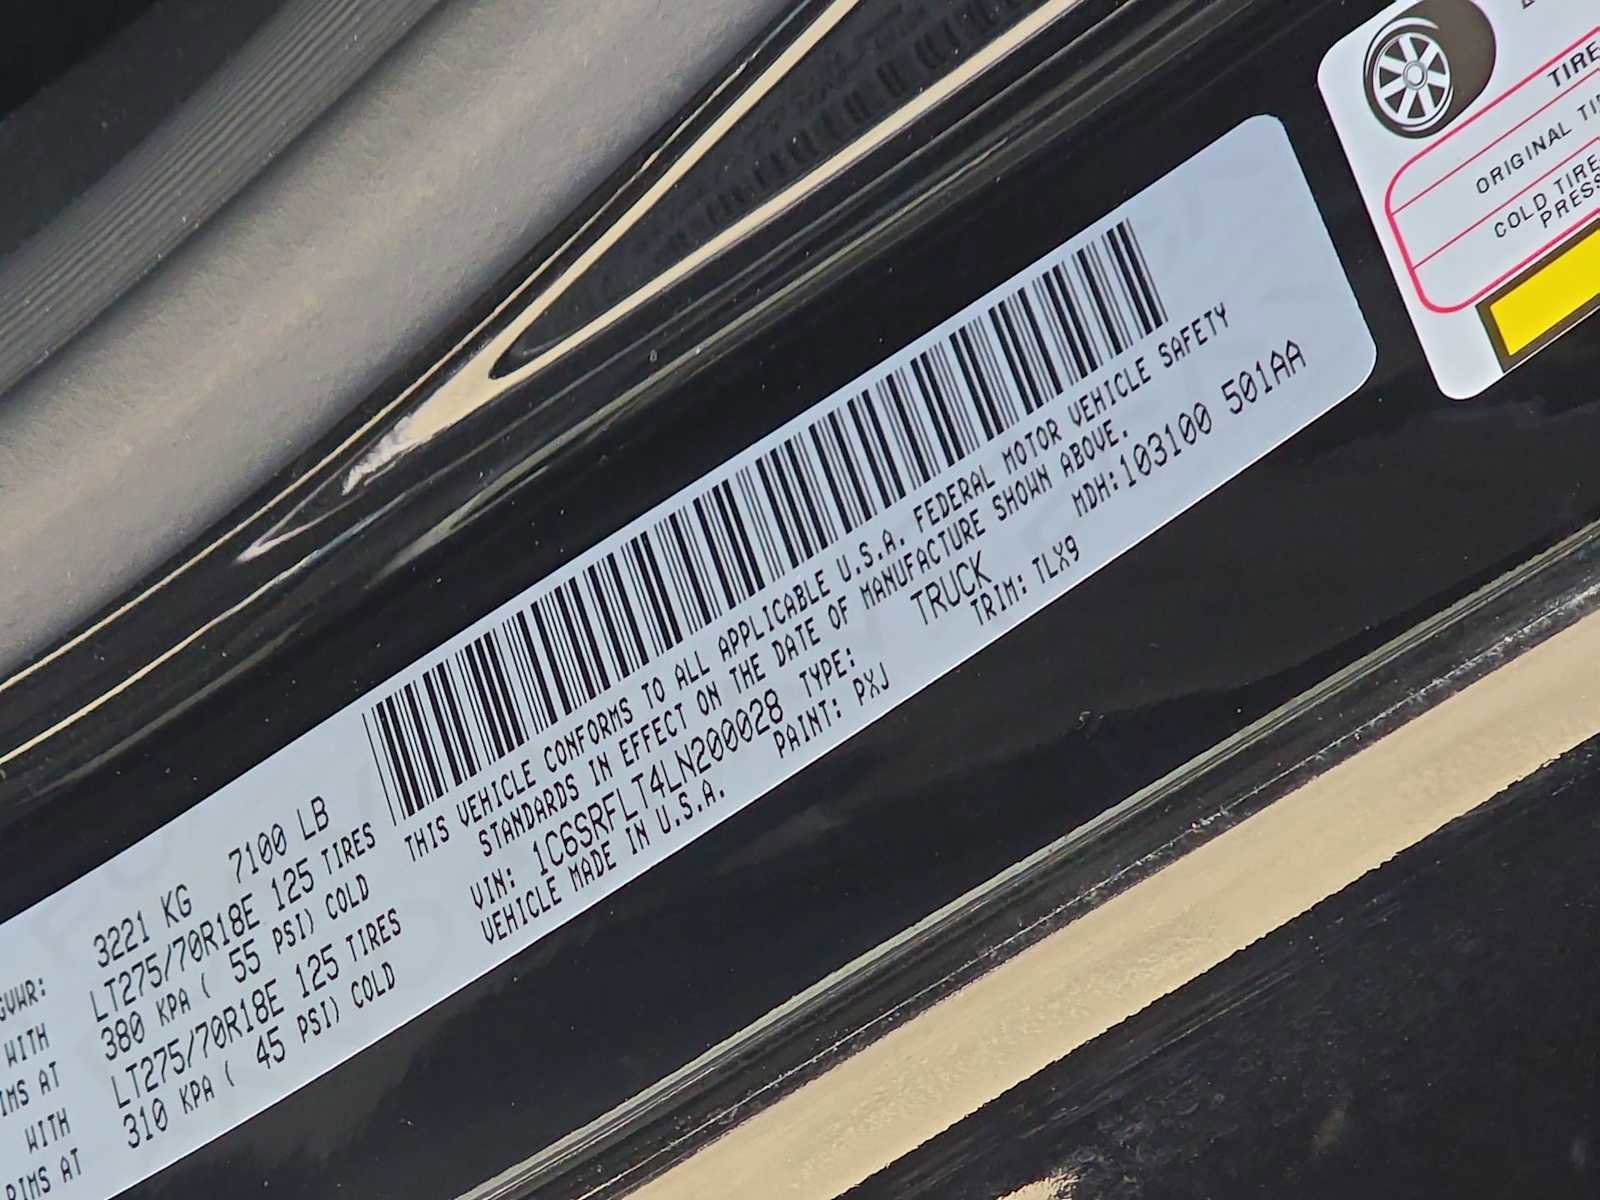 GVWR: 3221 KG 7100 LB
WITH LT275/70R18E 125 TIRES
RIMS AT 380 KPA ( 55 PSI) COLD
WITH LT275/70R18E 125 TIRES
RIMS AT 310 KPA ( 45 PSI) COLD
THIS VEHICLE CONFORMS TO ALL APPLICABLE U.S.A. FEDERAL MOTOR VEHICLE SAFETY
STANDARDS IN EFFECT ON THE DATE OF MANUFACTURE SHOWN ABOVE.
VIN: 1C6SRFLT4LN200028 TYPE: TRUCK MDH: 103100 501AA
VEHICLE MADE IN U.S.A. PAINT: PXJ TRIM: TLX9
TIRE
ORIGINAL
COLD TIRE